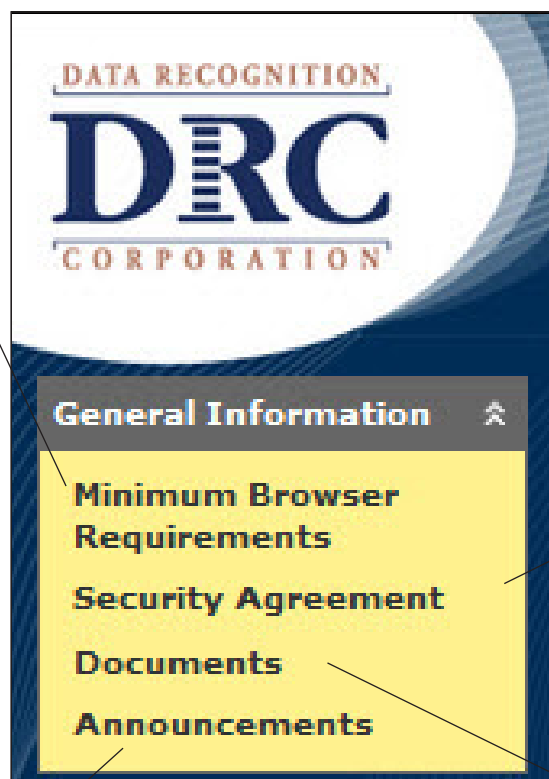 DATA RECOGNITION
DRC
CORPORATION
General Information
Minimum Browser
Requirements
Security Agreement
Documents
Announcements